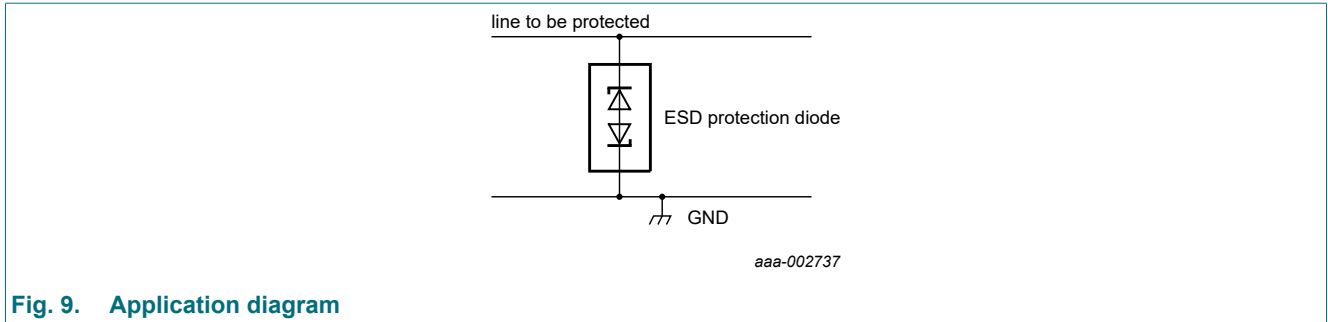 line to be protected
ESD protection diode
GND
aaa-002737
Fig. 9. Application diagram